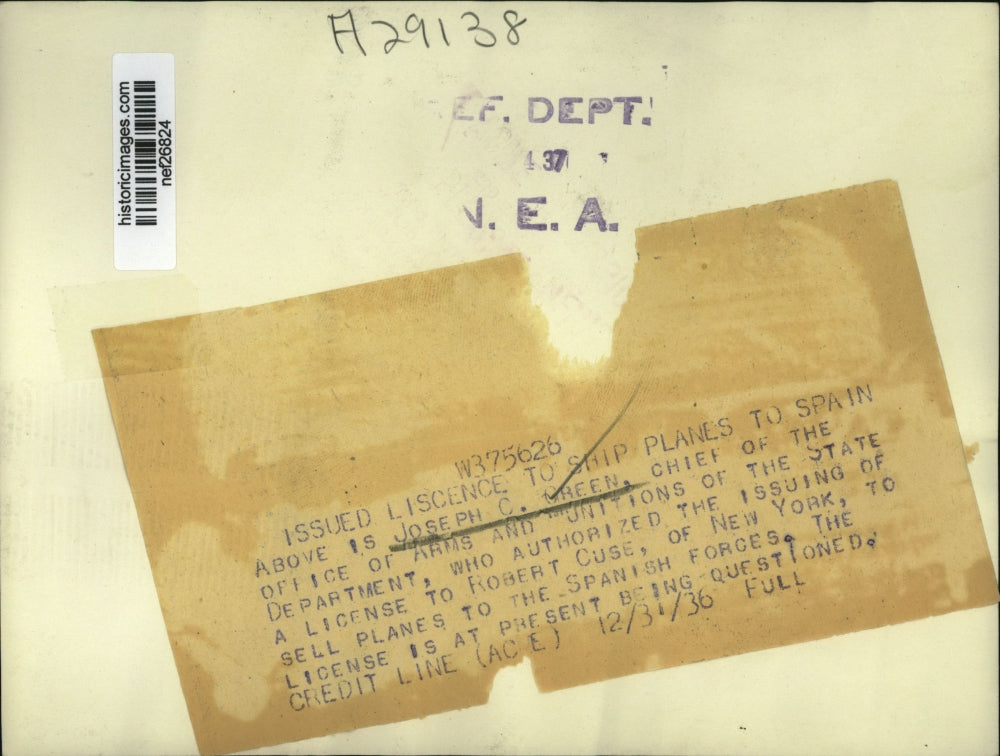 A29138
historicimages.com
nef26824
EF. DEPT.
4 37
N. E. A.
W375626
ISSUED LISCENCE TO SHIP PLANES TO SPAIN
ABOVE IS JOSEPH C. GREEN, CHIEF OF THE
OFFICE OF ARMS AND MUNITIONS OF THE STATE
DEPARTMENT, WHO AUTHORIZED THE ISSUING OF
A LICENSE TO ROBERT CUSE, OF NEW YORK, TO
SELL PLANES TO THE SPANISH FORCES. THE
LICENSE IS AT PRESENT BEING QUESTIONED.
CREDIT LINE (ACE) 12/31/36 FULL